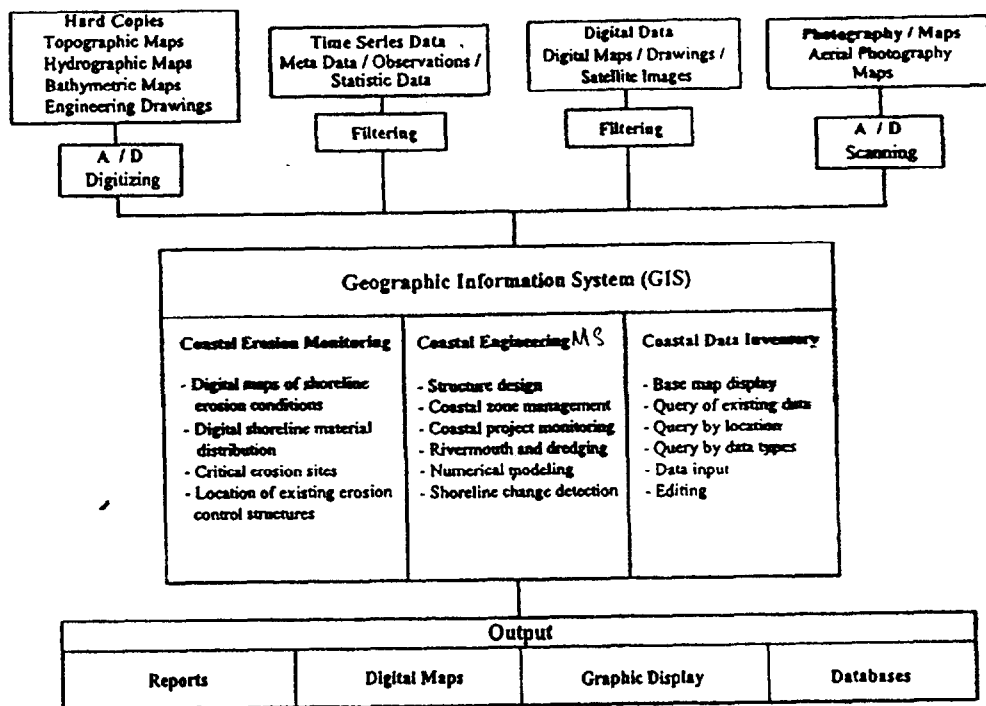 Hard Copies
Topographic Maps
Hydrographic Maps
Bathymetric Maps
Engineering Drawings
A / D
Digitizing
Time Series Data
Meta Data / Observations /
Statistic Data
Filtering
Digital Data
Digital Maps / Drawings /
Satellite Images
Filtering
Photography / Maps
Aerial Photography
Maps
A / D
Scanning
Geographic Information System (GIS)
Coastal Erosion Monitoring
- Digital maps of shoreline
erosion conditions
- Digital shoreline material
distribution
- Critical erosion sites
- Location of existing erosion
control structures
Coastal Engineering MS
- Structure design
- Coastal zone management
- Coastal project monitoring
- Rivermouth and dredging
- Numerical modeling
- Shoreline change detection
Coastal Data Inventory
- Base map display
- Query of existing data
- Query by location
- Query by data types
- Data input
- Editing
Output
Reports
Digital Maps
Graphic Display
Databases